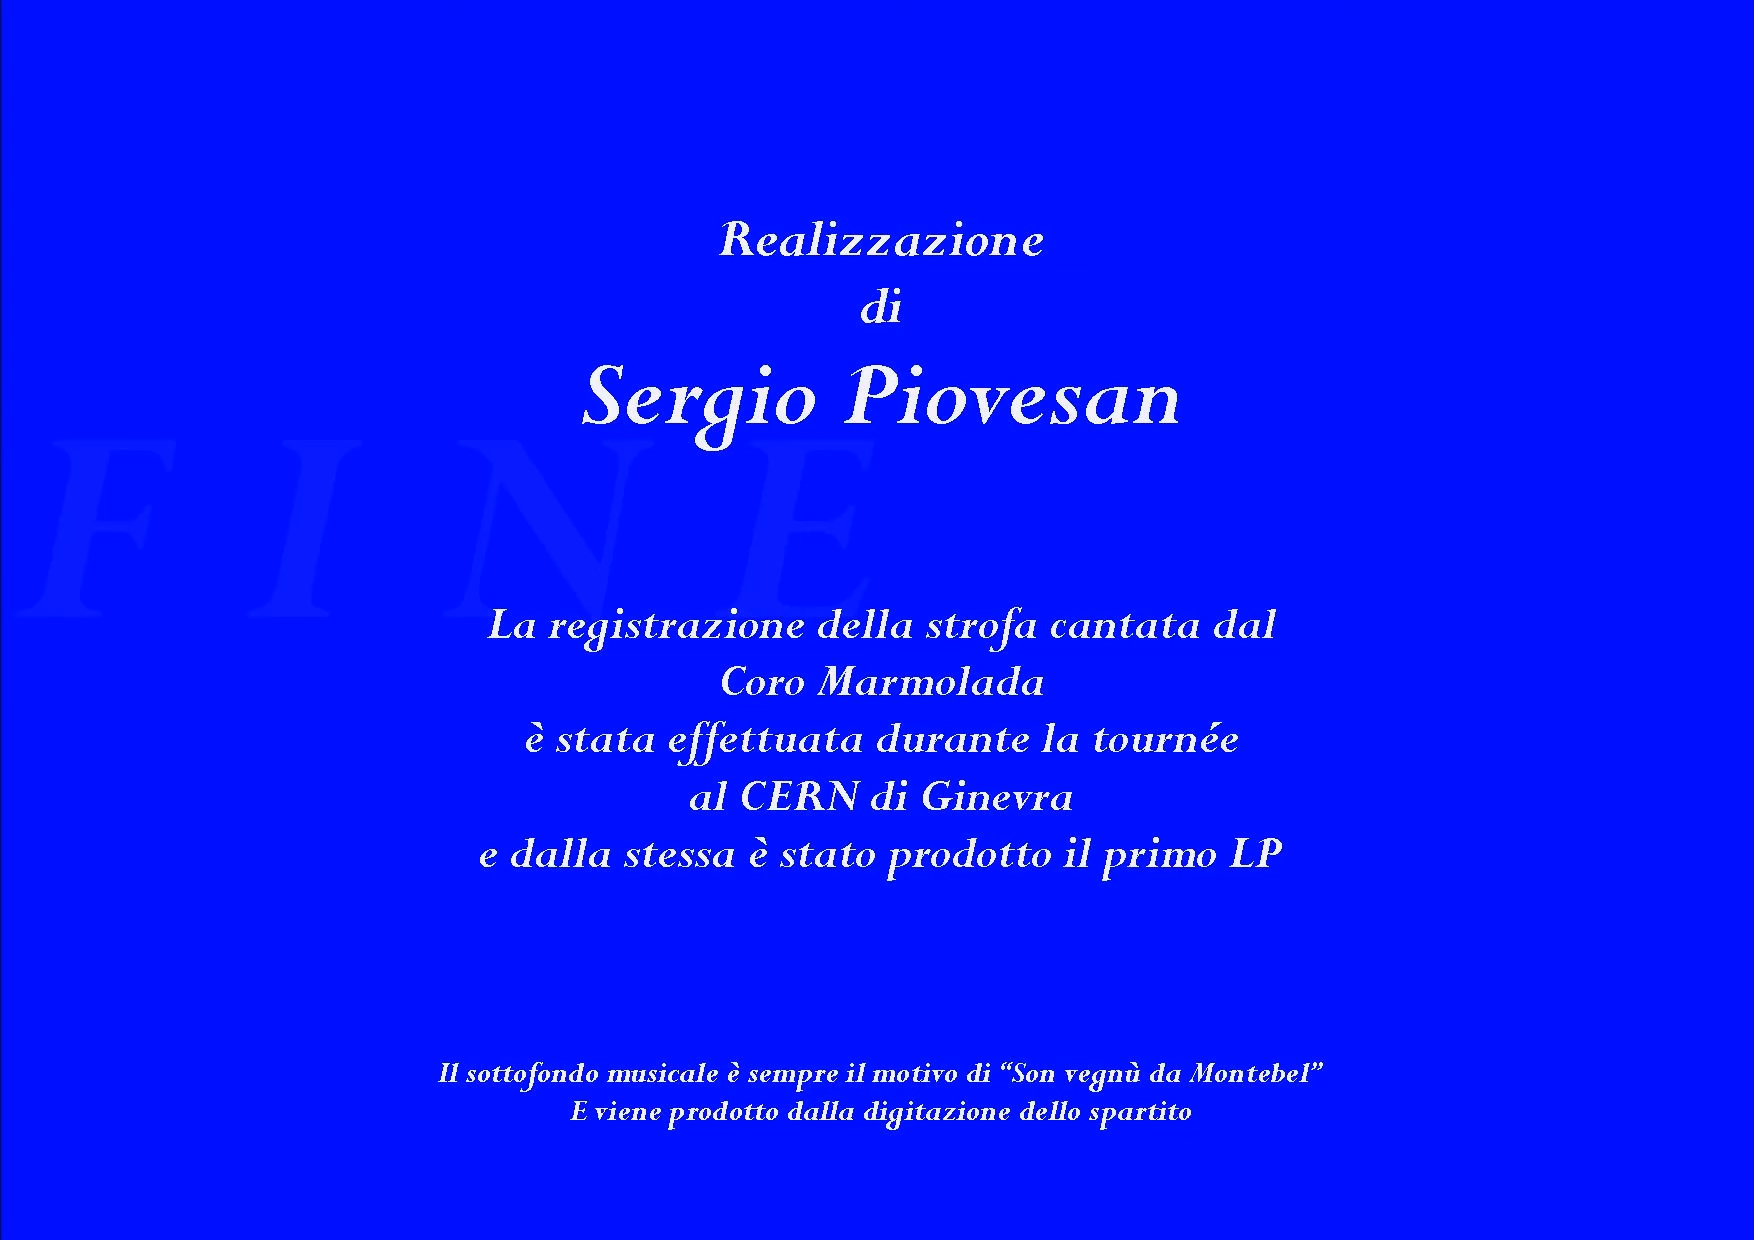 Realizzazione
di
Sergio Piovesan
F I N E
La registrazione della strofa cantata dal
Coro Marmolada
è stata effettuata durante la tournée
al CERN di Ginevra
e dalla stessa è stato prodotto il primo LP
Il sottofondo musicale è sempre il motivo di “Son vegnù da Montebel”
E viene prodotto dalla digitazione dello spartito